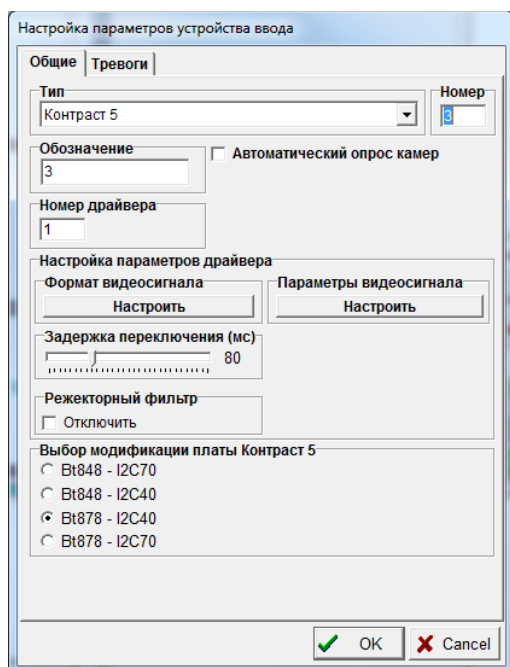 Настройка параметров устройства ввода
Общие Тревоги
Тип Номер
Контраст 5 3
Обозначение
3 Автоматический опрос камер
Номер драйвера
1
Настройка параметров драйвера
Формат видеосигнала Параметры видеосигнала
Настроить Настроить
Задержка переключения (мс)
80
Режекторный фильтр
Отключить
Выбор модификации платы Контраст 5
Bt848 - I2C70
Bt848 - I2C40
Bt878 - I2C40
Bt878 - I2C70
OK Cancel